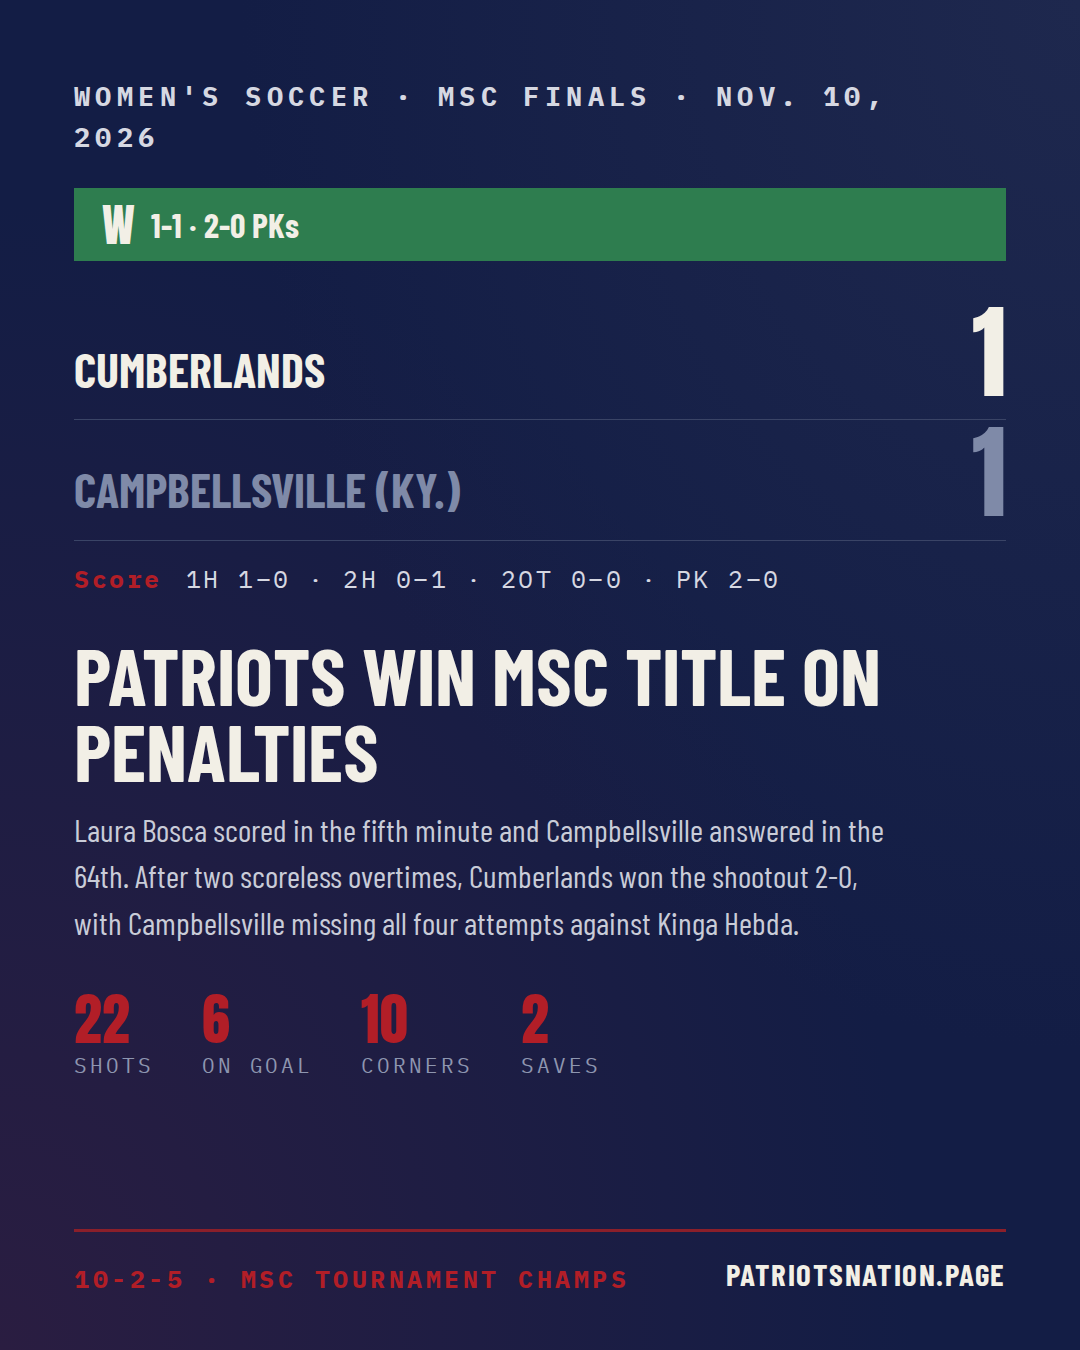 WOMEN'S SOCCER · MSC FINALS · NOV. 10,
2026
W 1-1 · 2-0 PKs
CUMBERLANDS 1
CAMPBELLSVILLE (KY.) 1
Score 1H 1–0 · 2H 0–1 · 2OT 0–0 · PK 2–0
PATRIOTS WIN MSC TITLE ON
PENALTIES
Laura Bosca scored in the fifth minute and Campbellsville answered in the
64th. After two scoreless overtimes, Cumberlands won the shootout 2-0,
with Campbellsville missing all four attempts against Kinga Hebda.
22 6 10 2
SHOTS ON GOAL CORNERS SAVES
10-2-5 · MSC TOURNAMENT CHAMPS PATRIOTSNATION.PAGE